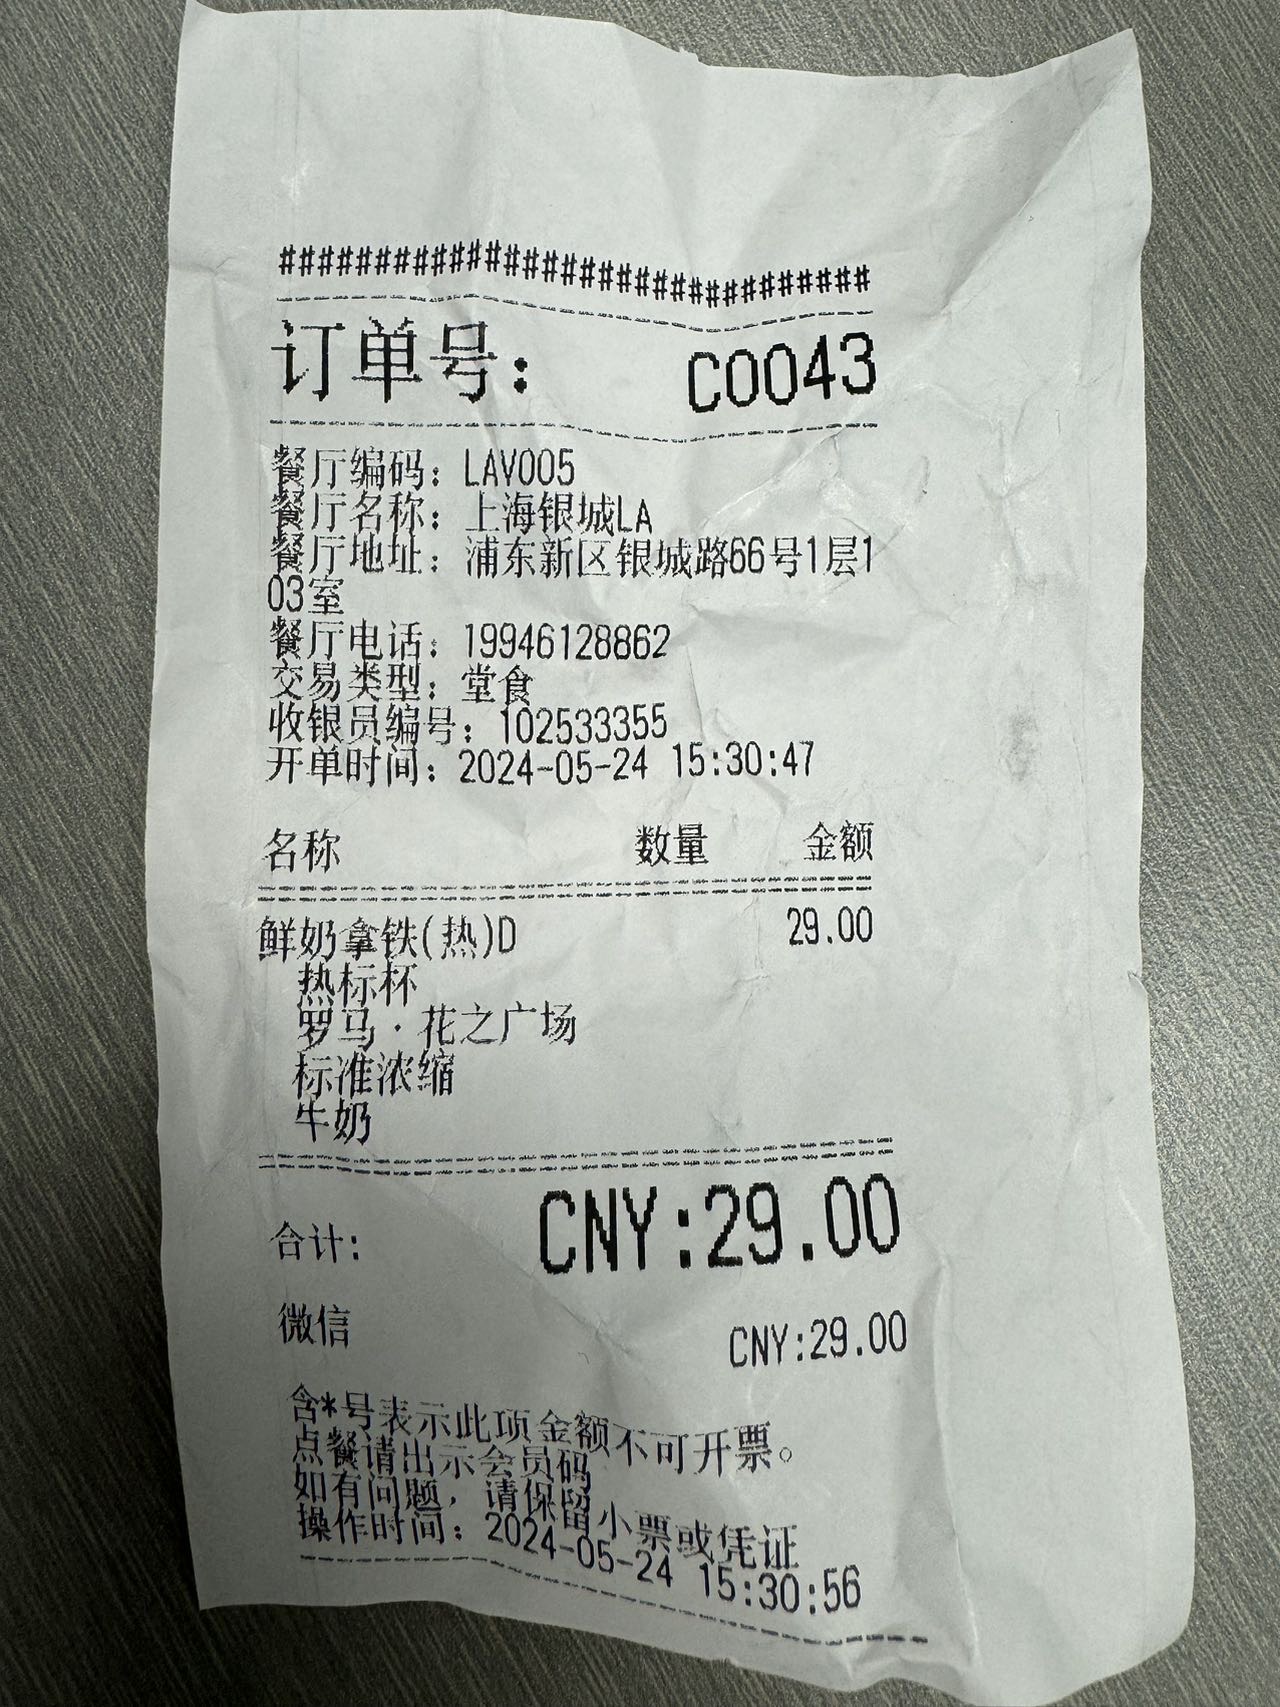 ################################
订单号： C0043
餐厅编码：LAV005
餐厅名称：上海银城LA
餐厅地址：浦东新区银城路66号1层1
03室
餐厅电话：19946128862
交易类型：堂食
收银员编号：102533355
开单时间：2024-05-24 15:30:47
名称 数量 金额
鲜奶拿铁(热)D 29.00
热标杯
罗马·花之广场
标准浓缩
牛奶
合计: CNY:29.00
微信 CNY:29.00
含*号表示此项金额不可开票。
点餐请出示会员码
如有问题，请保留小票或凭证
操作时间：2024-05-24 15:30:56